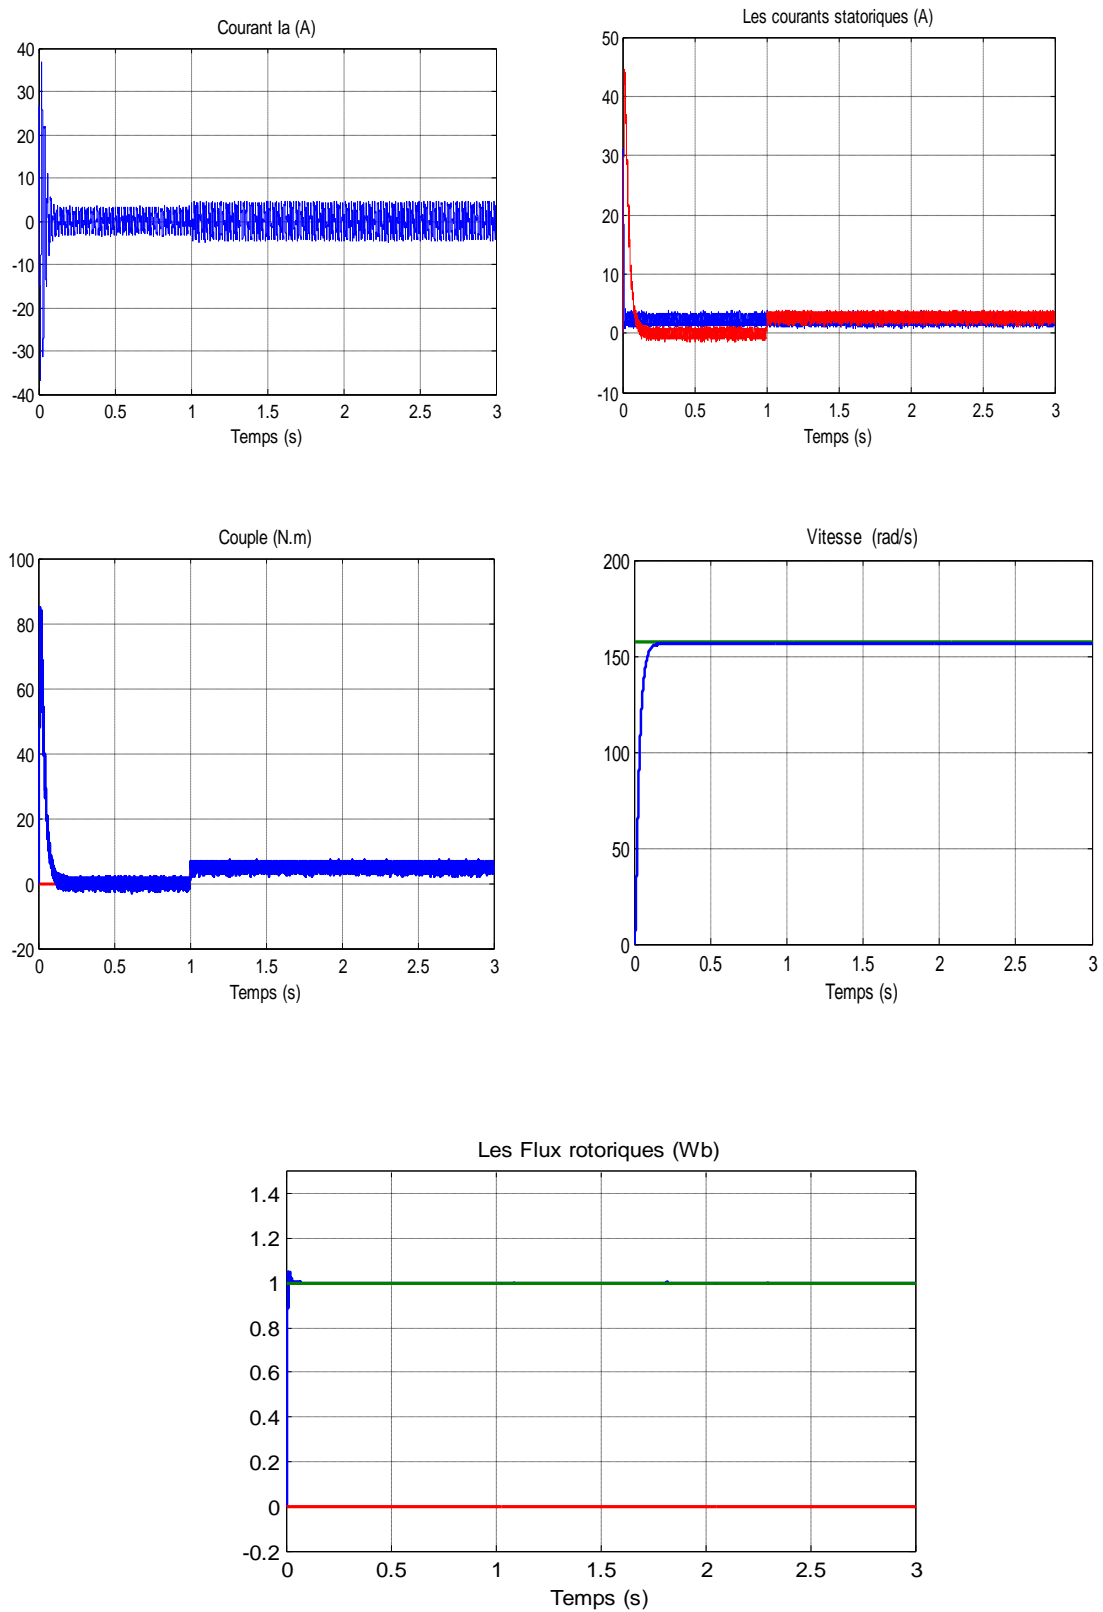 Courant Ia (A)
40
30
20
10
0
-10
-20
-30
-40
0 0.5 1 1.5 2 2.5 3
Temps (s)
Les courants statoriques (A)
50
40
30
20
10
0
-10
0 0.5 1 1.5 2 2.5 3
Temps (s)
Couple (N.m)
100
80
60
40
20
0
-20
0 0.5 1 1.5 2 2.5 3
Temps (s)
Vitesse (rad/s)
200
150
100
50
0
0 0.5 1 1.5 2 2.5 3
Temps (s)
Les Flux rotoriques (Wb)
1.4
1.2
1
0.8
0.6
0.4
0.2
0
-0.2
0 0.5 1 1.5 2 2.5 3
Temps (s)